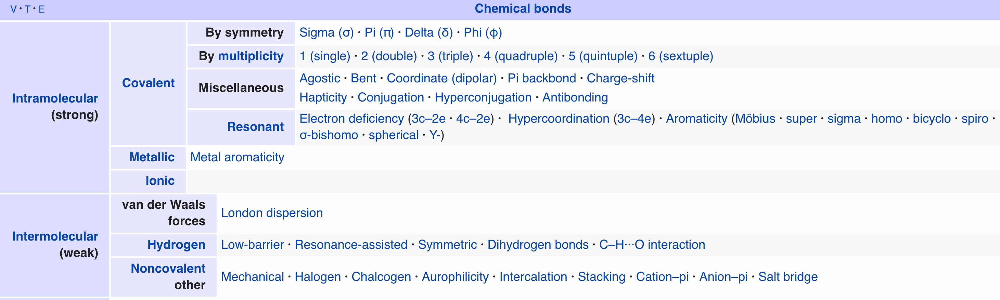 V · T · E
Chemical bonds
Intramolecular
(strong)
Covalent
By symmetry
Sigma (σ) · Pi (π) · Delta (δ) · Phi (φ)
By multiplicity
1 (single) · 2 (double) · 3 (triple) · 4 (quadruple) · 5 (quintuple) · 6 (sextuple)
Miscellaneous
Agostic · Bent · Coordinate (dipolar) · Pi backbond · Charge-shift
Hapticity · Conjugation · Hyperconjugation · Antibonding
Resonant
Electron deficiency (3c–2e · 4c–2e) · Hypercoordination (3c–4e) · Aromaticity (Möbius · super · sigma · homo · bicyclo · spiro ·
σ-bishomo · spherical · Y-)
Metallic
Metal aromaticity
Ionic
Intermolecular
(weak)
van der Waals
forces
London dispersion
Hydrogen
Low-barrier · Resonance-assisted · Symmetric · Dihydrogen bonds · C–H···O interaction
Noncovalent
other
Mechanical · Halogen · Chalcogen · Aurophilicity · Intercalation · Stacking · Cation–pi · Anion–pi · Salt bridge